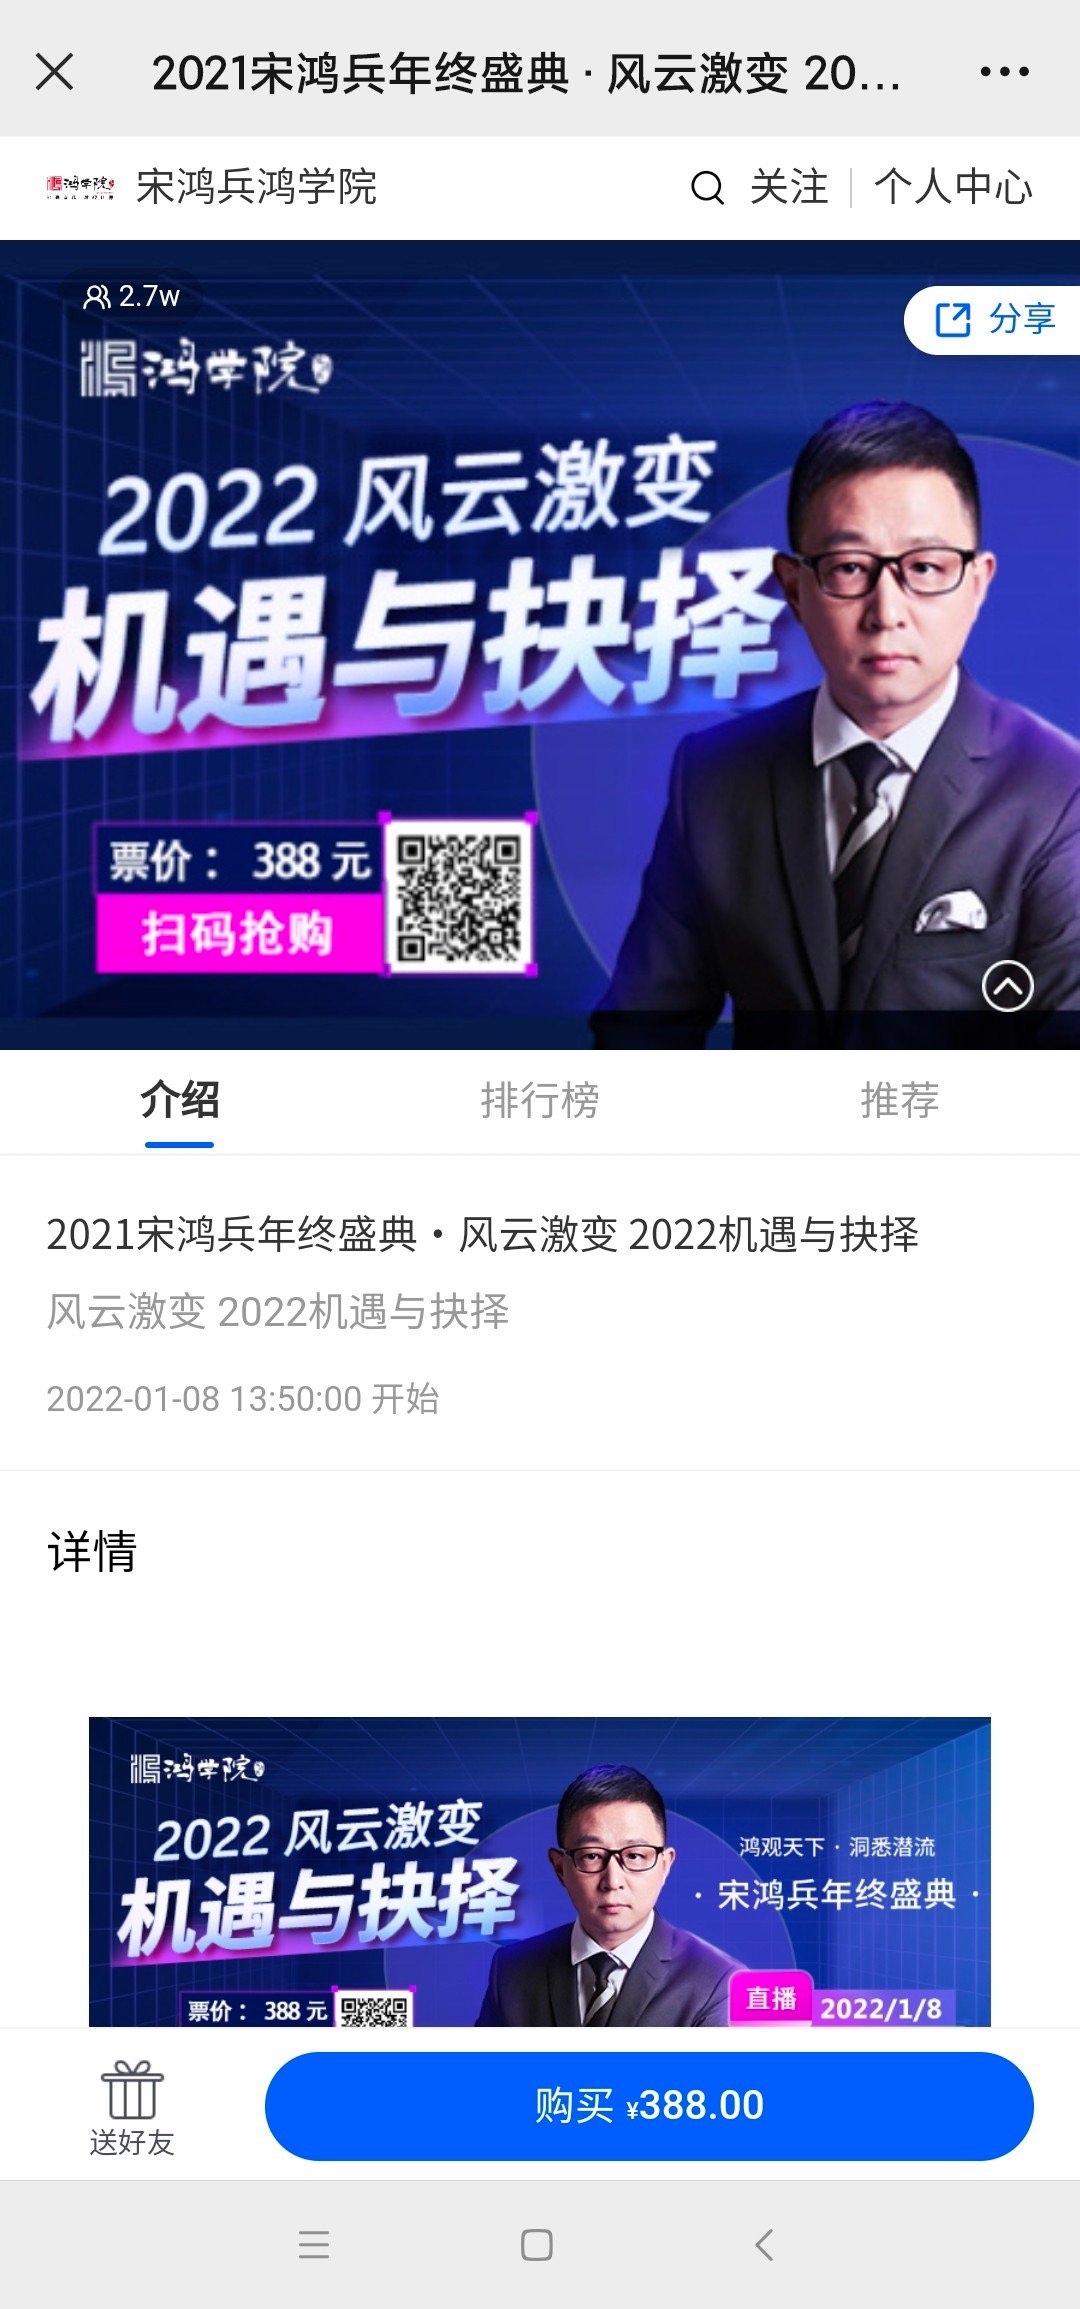 2021宋鸿兵年终盛典 · 风云激变 20...
鸿学院
宋鸿兵鸿学院
关注
个人中心
2.7w
分享
鸿学院
2022 风云激变
机遇与抉择
票价： 388 元
扫码抢购
介绍
排行榜
推荐
2021宋鸿兵年终盛典 • 风云激变 2022机遇与抉择
风云激变 2022机遇与抉择
2022-01-08 13:50:00 开始
详情
鸿学院
2022 风云激变
机遇与抉择
鸿观天下 · 洞悉潜流
· 宋鸿兵年终盛典 ·
票价： 388 元
直播
2022/1/8
送好友
购买 ¥388.00